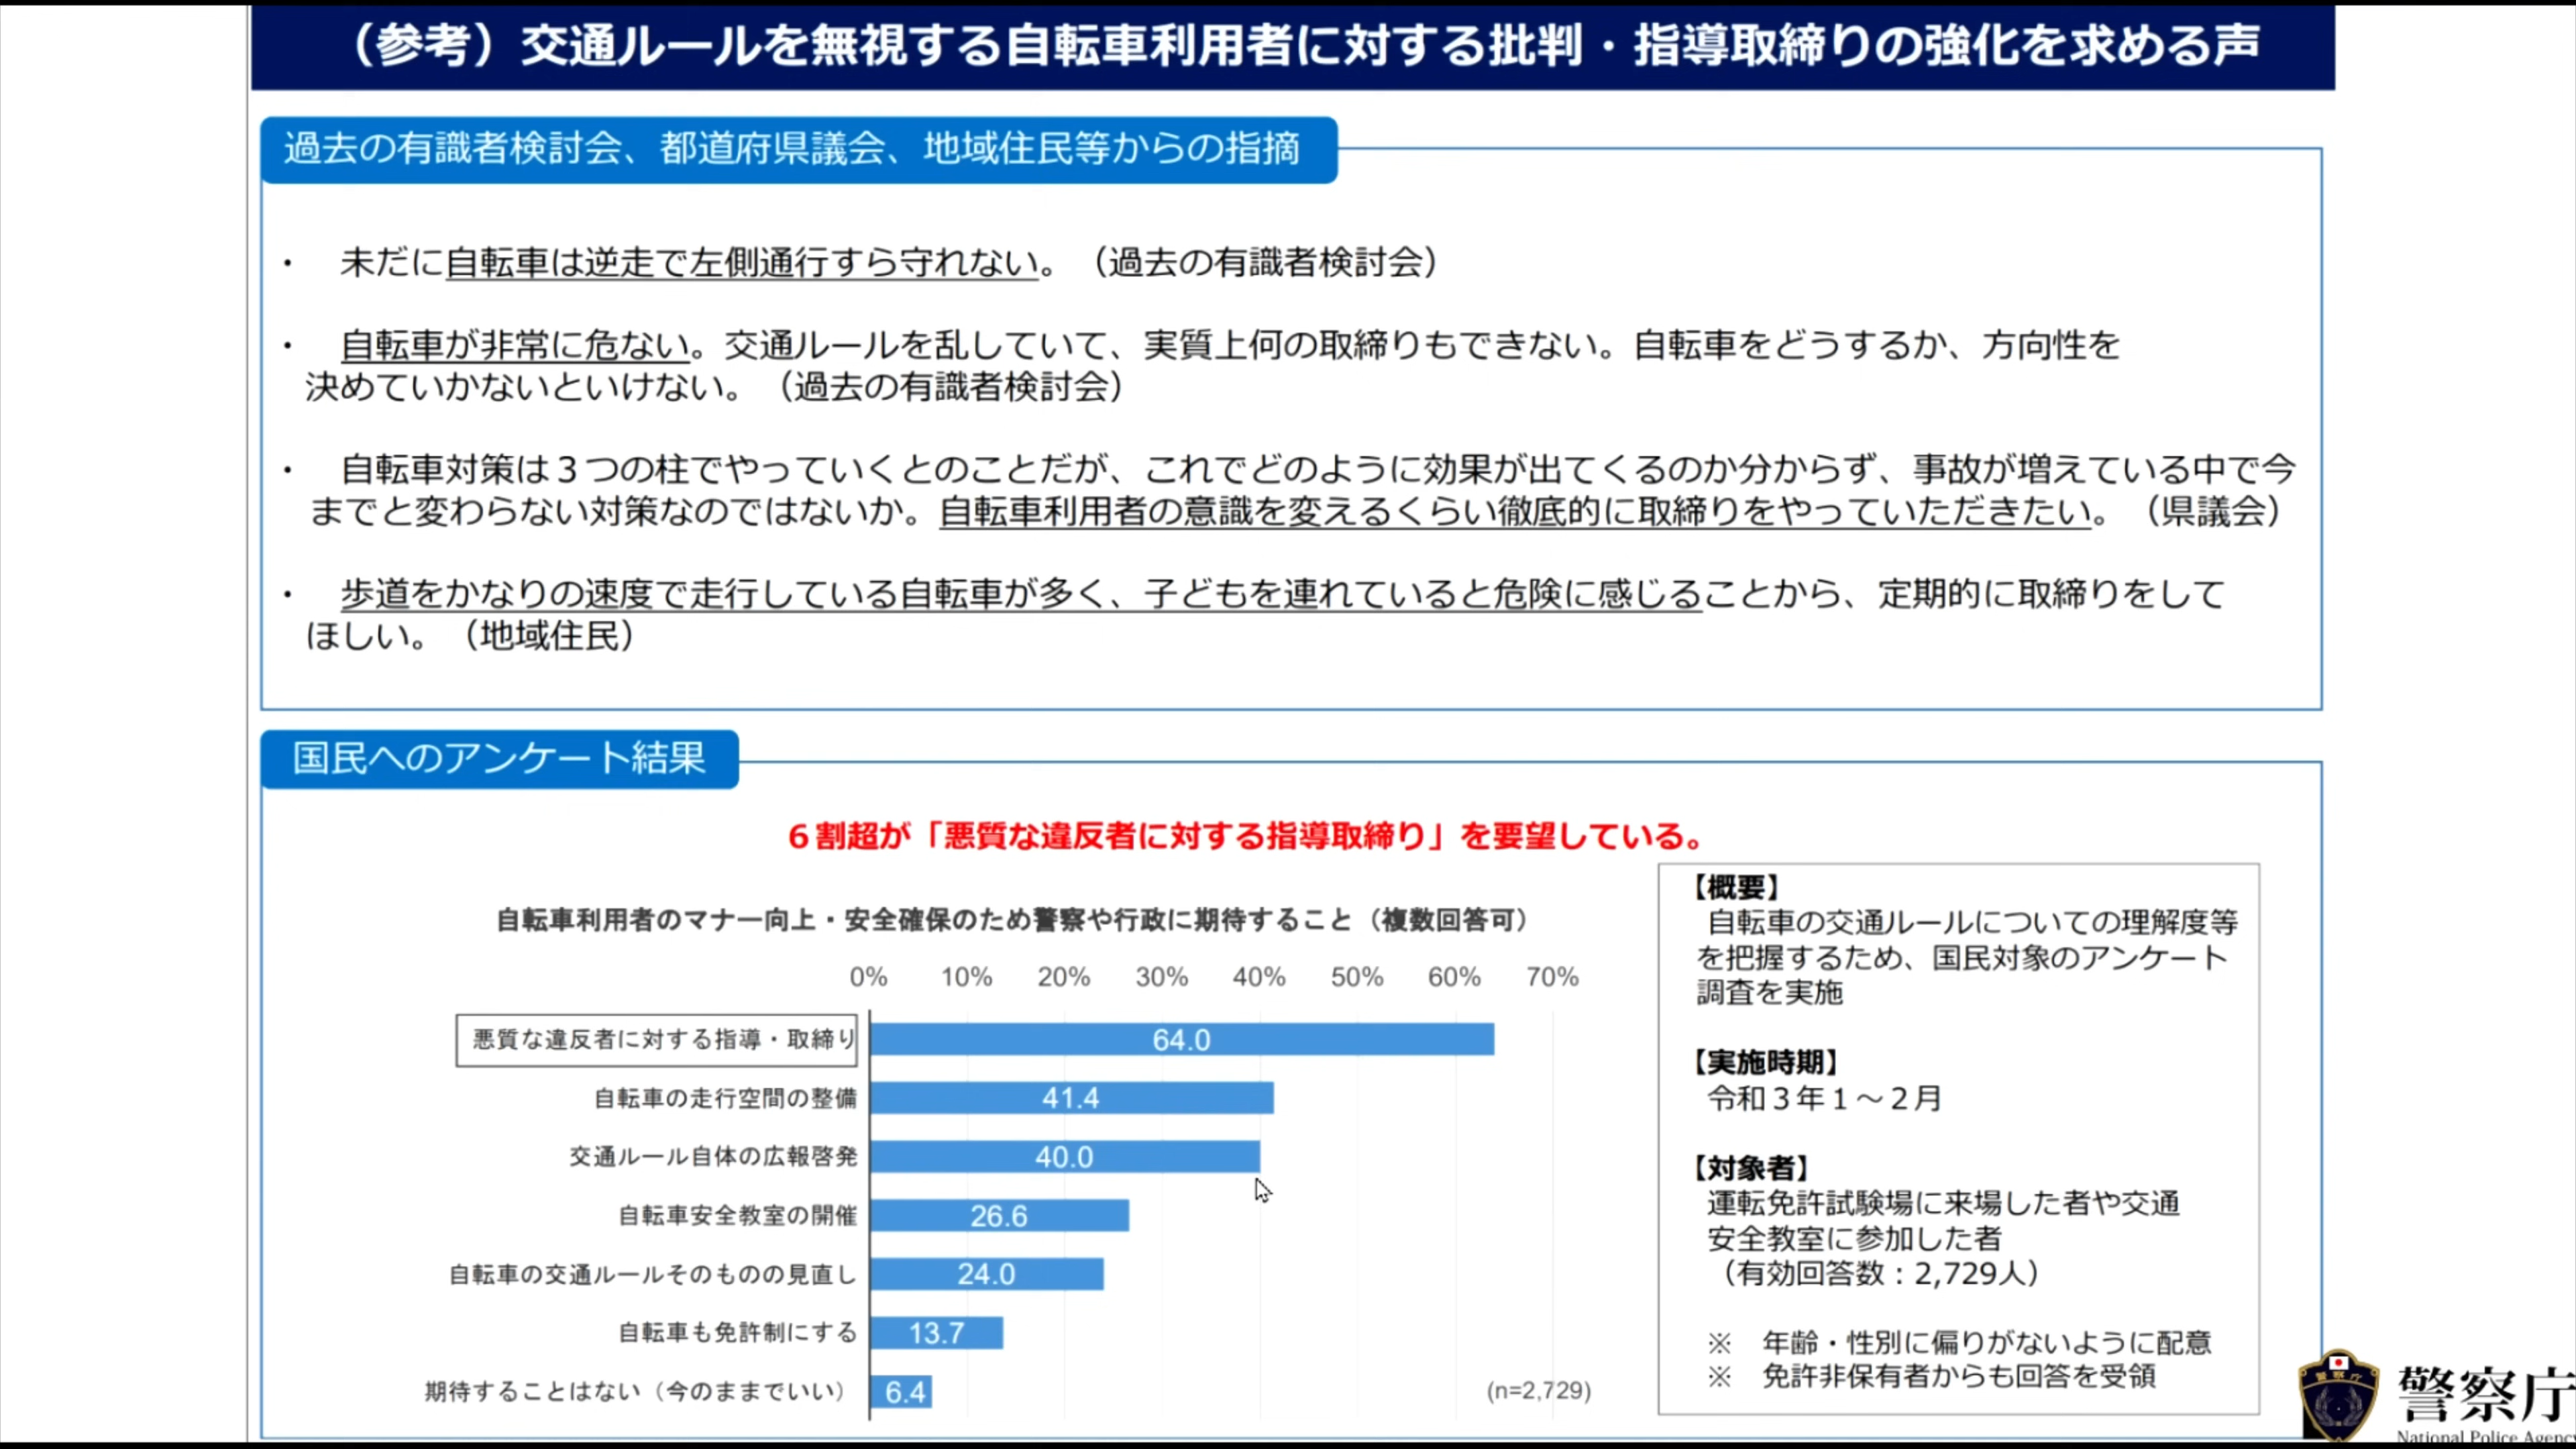 （参考）交通ルールを無視する自転車利用者に対する批判・指導取締りの強化を求める声
過去の有識者検討会、都道府県議会、地域住民等からの指摘
・　未だに自転車は逆走で左側通行すら守れない。（過去の有識者検討会）
・　自転車が非常に危ない。交通ルールを乱していて、実質上何の取締りもできない。自転車をどうするか、方向性を
決めていかないといけない。（過去の有識者検討会）
・　自転車対策は３つの柱でやっていくとのことだが、これでどのように効果が出てくるのか分からず、事故が増えている中で今
までと変わらない対策なのではないか。自転車利用者の意識を変えるくらい徹底的に取締りをやっていただきたい。（県議会）
・　歩道をかなりの速度で走行している自転車が多く、子どもを連れていると危険に感じることから、定期的に取締りをして
ほしい。（地域住民）
国民へのアンケート結果
６割超が「悪質な違反者に対する指導取締り」を要望している。
自転車利用者のマナー向上・安全確保のため警察や行政に期待すること（複数回答可）
0% 10% 20% 30% 40% 50% 60% 70%
悪質な違反者に対する指導・取締り 64.0
自転車の走行空間の整備 41.4
交通ルール自体の広報啓発 40.0
自転車安全教室の開催 26.6
自転車の交通ルールそのものの見直し 24.0
自転車も免許制にする 13.7
期待することはない（今のままでいい） 6.4
(n=2,729)
【概要】
自転車の交通ルールについての理解度等
を把握するため、国民対象のアンケート
調査を実施
【実施時期】
令和３年１～２月
【対象者】
運転免許試験場に来場した者や交通
安全教室に参加した者
（有効回答数：2,729人）
※　年齢・性別に偏りがないように配意
※　免許非保有者からも回答を受領
警察庁
National Police Agency